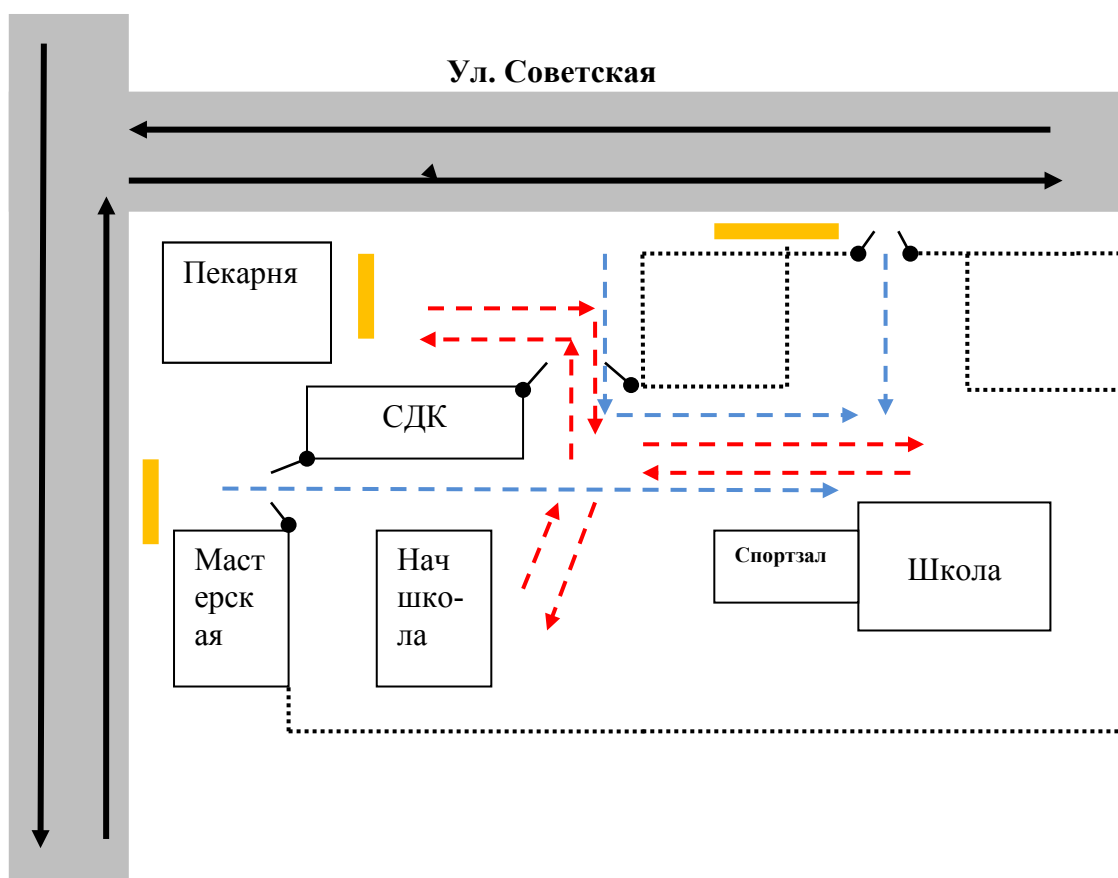 Ул. Советская
Пекарня
СДК
Маст
ерск
ая
Нач
шко-
ла
Спортзал
Школа